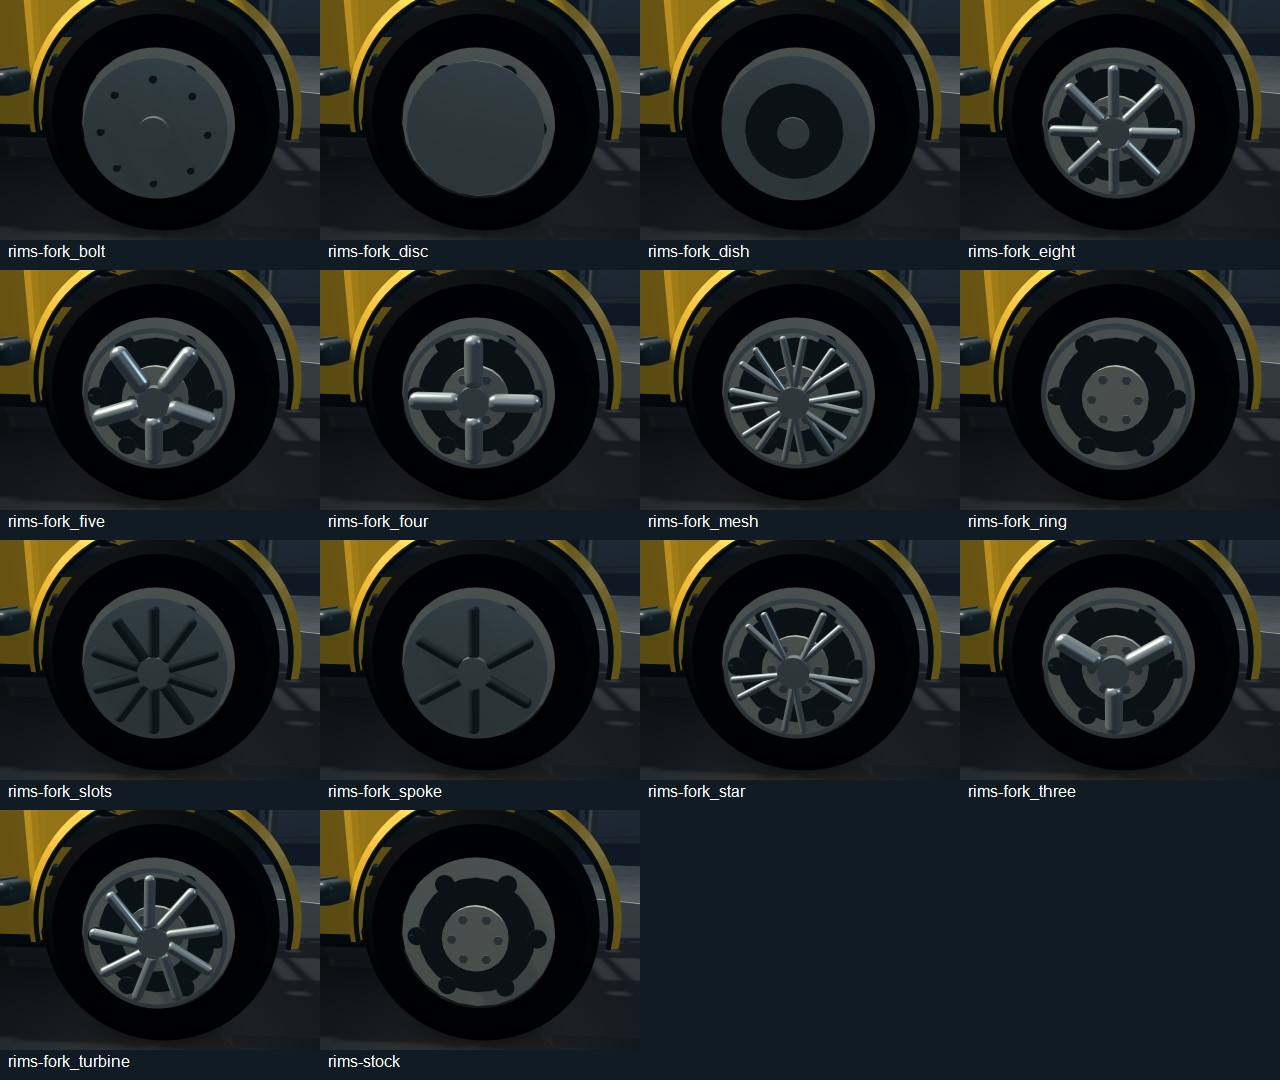 rims-fork_bolt
rims-fork_disc
rims-fork_dish
rims-fork_eight
rims-fork_five
rims-fork_four
rims-fork_mesh
rims-fork_ring
rims-fork_slots
rims-fork_spoke
rims-fork_star
rims-fork_three
rims-fork_turbine
rims-stock